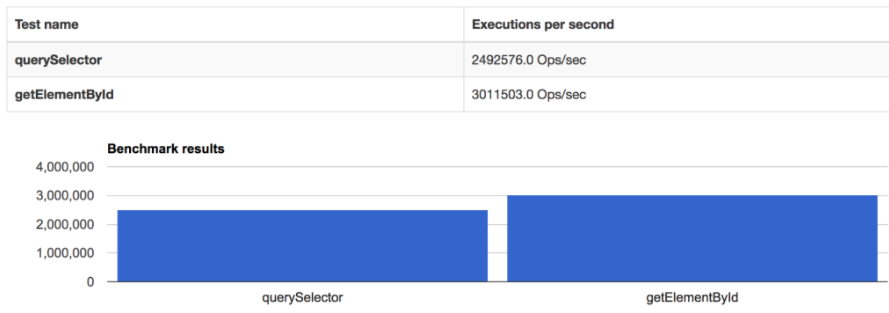 Test name Executions per second
querySelector 2492576.0 Ops/sec
getElementById 3011503.0 Ops/sec
Benchmark results
4,000,000
3,000,000
2,000,000
1,000,000
0
querySelector getElementById